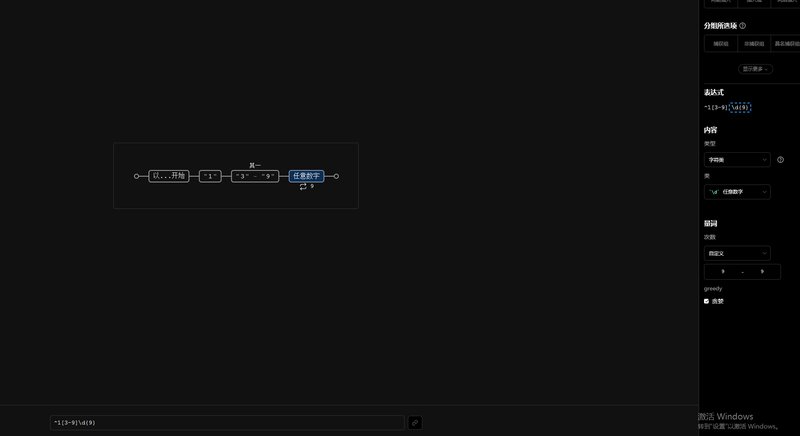 分组所选项
捕获组
非捕获组
具名捕获组
显示更多
表达式
^1[3-9]\d{9}
内容
类型
字符类
类
"\d" 任意数字
量词
次数
自定义
9 - 9
greedy
贪婪
其一
以...开始
"1"
"3" - "9"
任意数字
9
^1[3-9]\d{9}
激活 Windows
转到"设置"以激活 Windows。